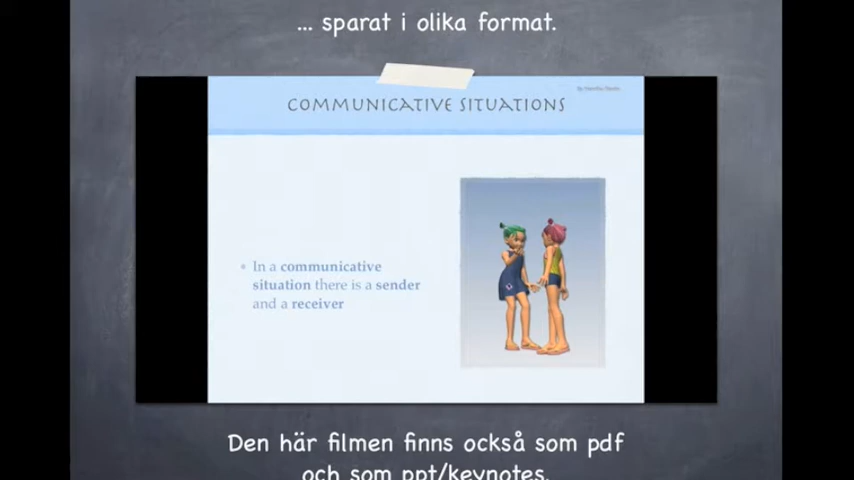 ... sparat i olika format.
COMMUNICATIVE SITUATIONS
• In a communicative
situation there is a sender
and a receiver
Den här filmen finns också som pdf
och som ppt/keynotes.